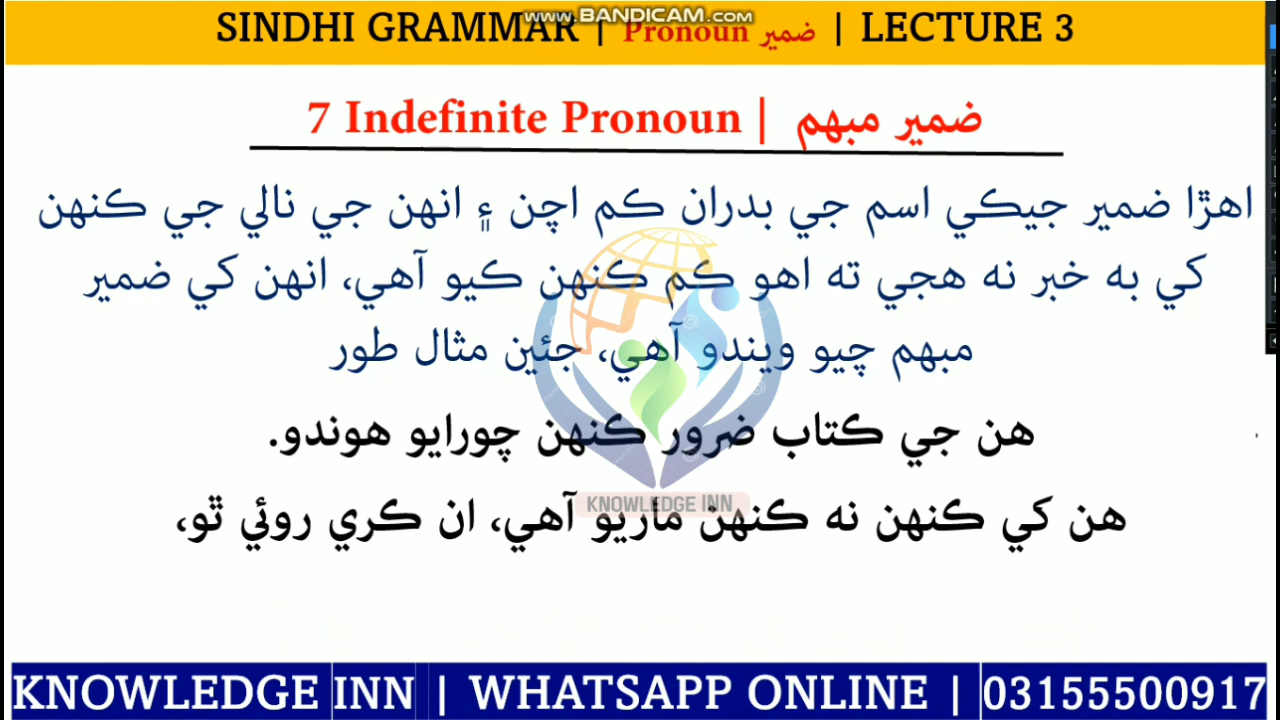 www.BANDICAM.com
SINDHI GRAMMAR | Pronoun ضمير | LECTURE 3
7 Indefinite Pronoun | ضمير مبهم
اهڙا ضمير جيڪي اسم جي بدران ڪم اچن ۽ انهن جي نالي جي ڪنهن
کي به خبر نه هجي ته اهو ڪم ڪنهن ڪيو آهي، انهن کي ضمير
مبهم چيو ويندو آهي، جئين مثال طور
هن جي ڪتاب ضرور ڪنهن چورايو هوندو.
هن کي ڪنهن نه ڪنهن ماريو آهي، ان ڪري روئي ٿو،
KNOWLEDGE INN
KNOWLEDGE INN | WHATSAPP ONLINE | 03155500917